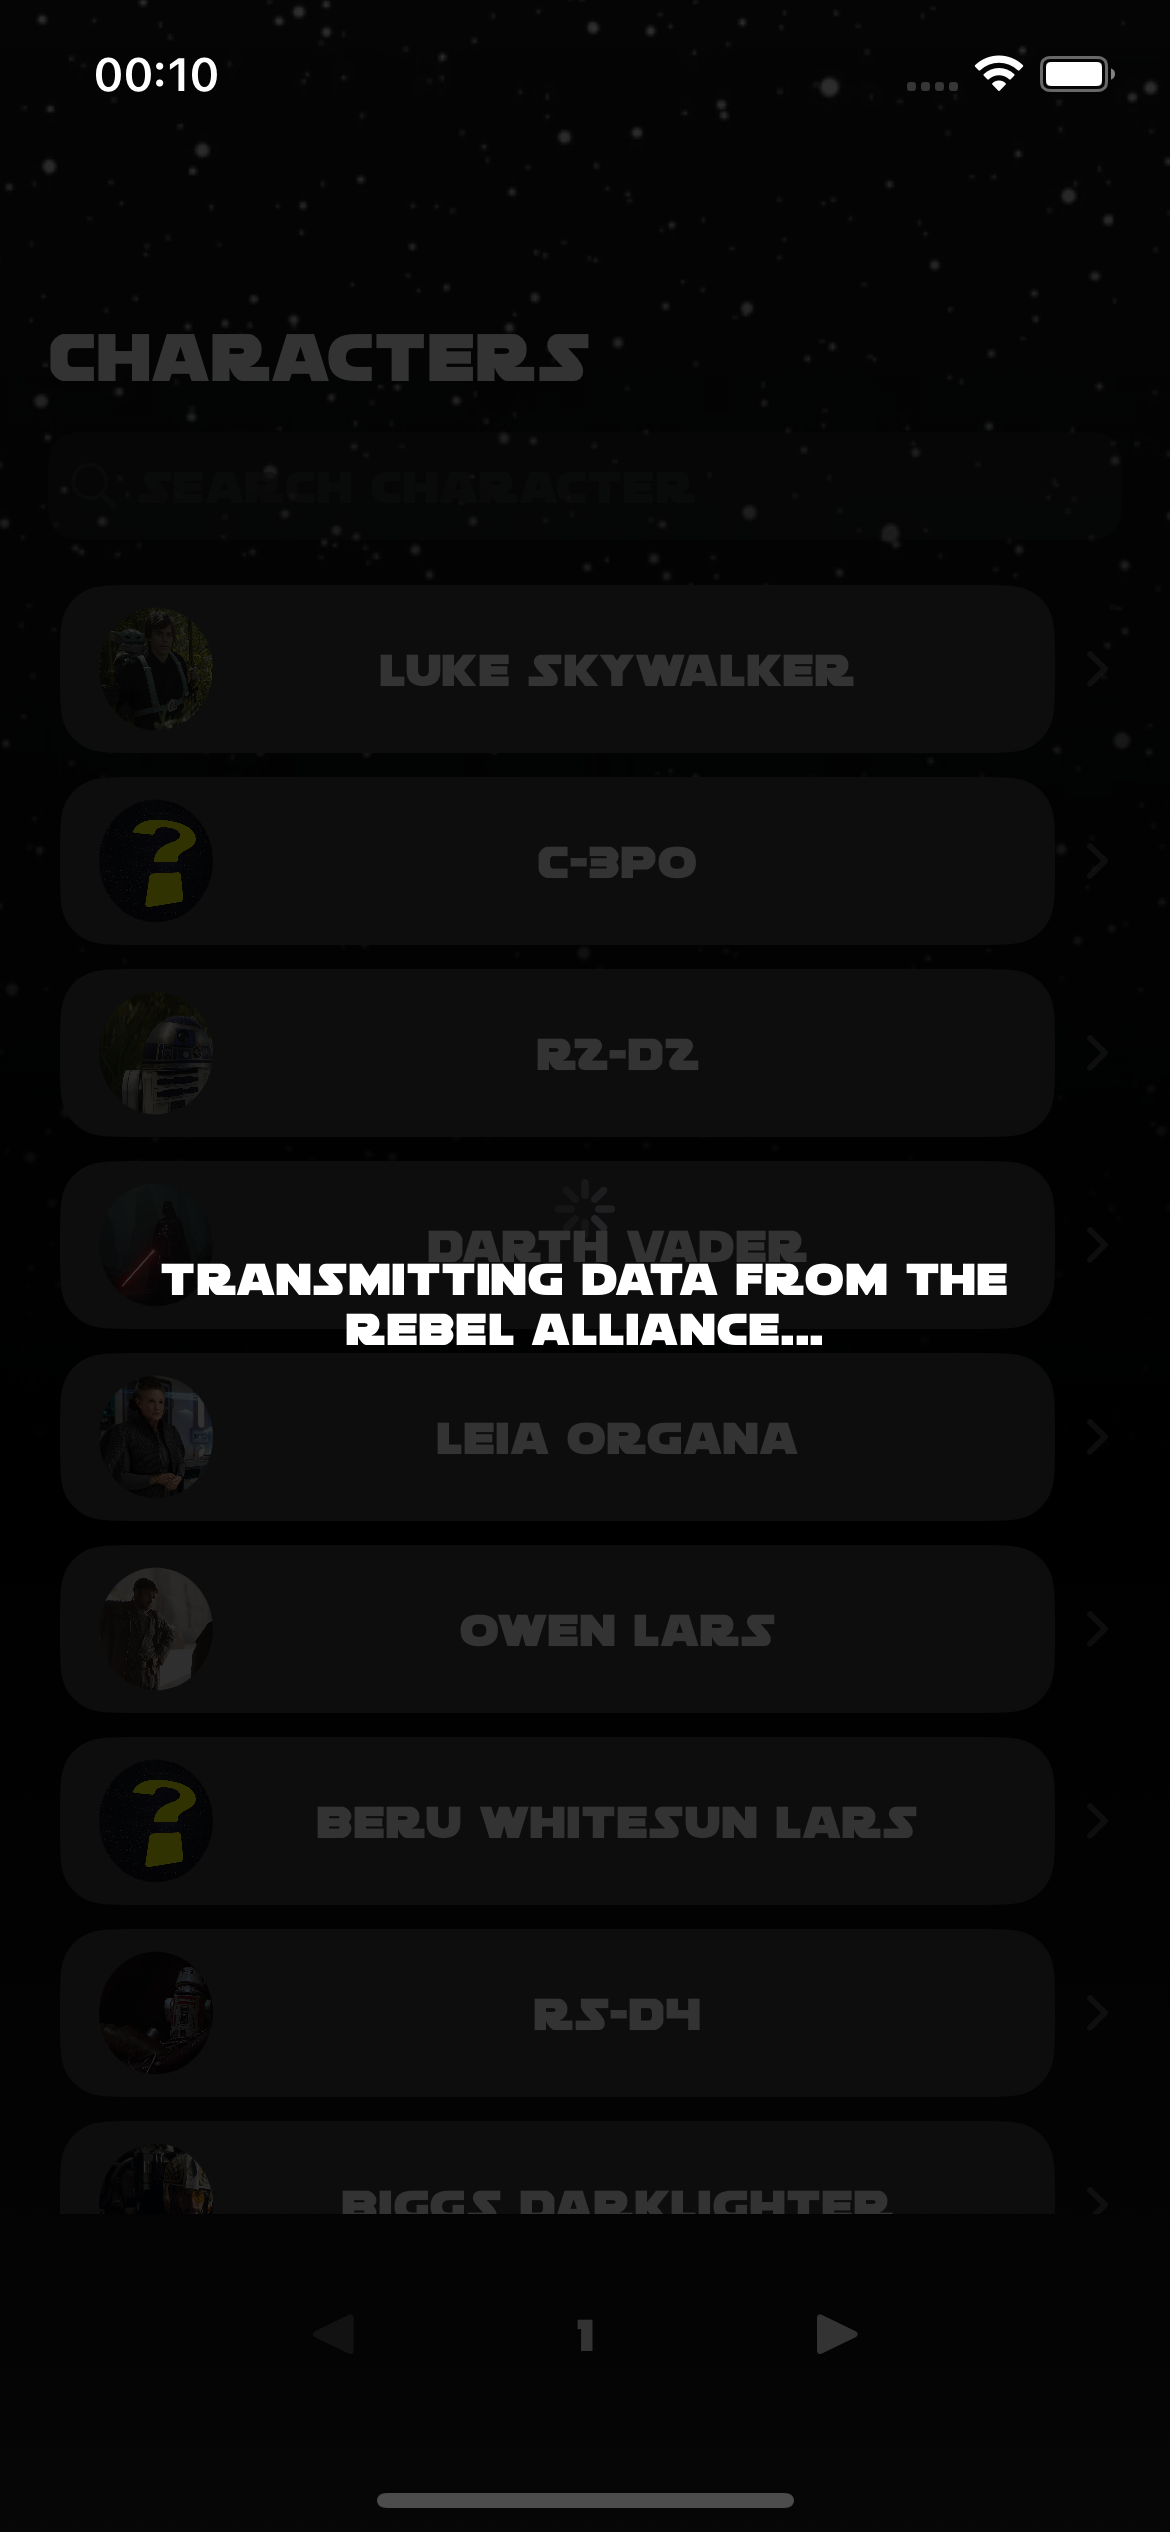 00:10
CHARACTERS
SEARCH CHARACTER
LUKE SKYWALKER
C-3PO
R2-D2
DARTH VADER
TRANSMITTING DATA FROM THE
REBEL ALLIANCE...
LEIA ORGANA
OWEN LARS
BERU WHITESUN LARS
R5-D4
BIGGS DARKLIGHTER
1